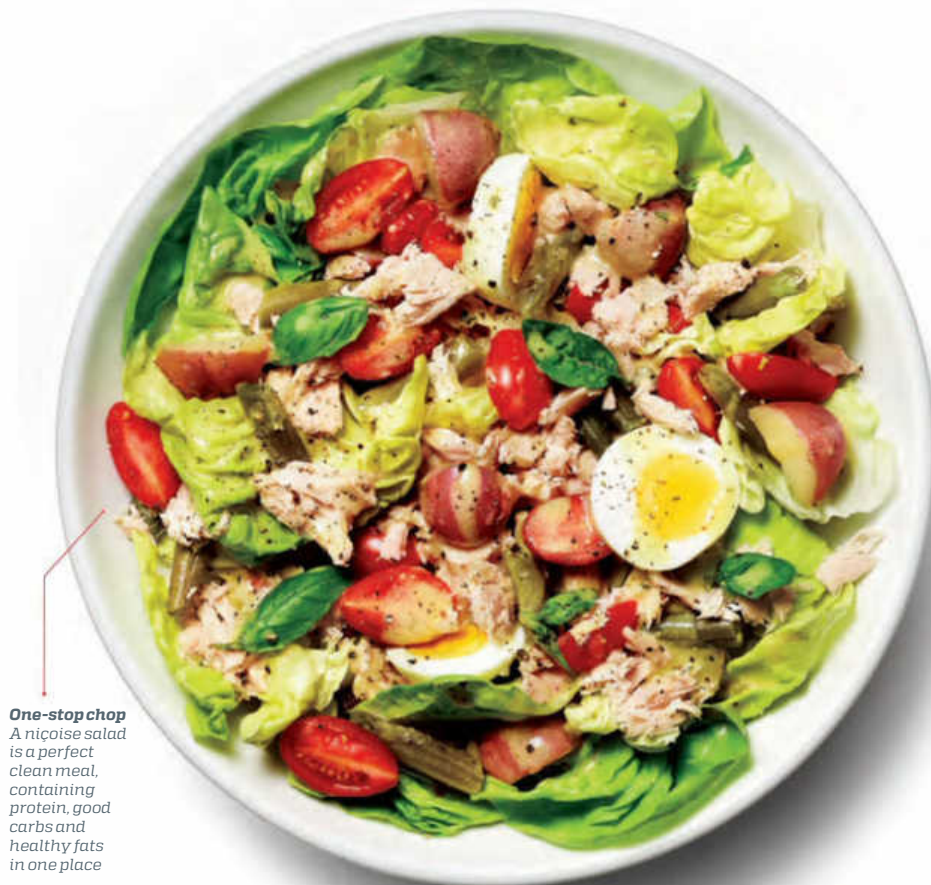 One-stop chop
A niçoise salad
is a perfect
clean meal,
containing
protein, good
carbs and
healthy fats
in one place